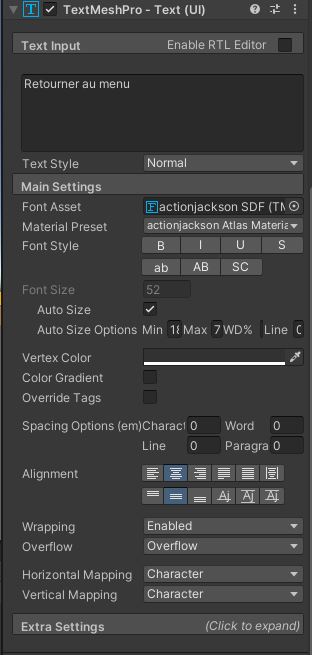 TextMeshPro - Text (UI)
Text Input Enable RTL Editor
Retourner au menu
Text Style Normal
Main Settings
Font Asset actionjackson SDF (TM
Material Preset actionjackson Atlas Materia
Font Style B I U S
ab AB SC
Font Size 52
Auto Size
Auto Size Options Min 18 Max 7 WD% Line 0
Vertex Color
Color Gradient
Override Tags
Spacing Options (em) Charact 0 Word 0
Line 0 Paragra 0
Alignment
Wrapping Enabled
Overflow Overflow
Horizontal Mapping Character
Vertical Mapping Character
Extra Settings (Click to expand)